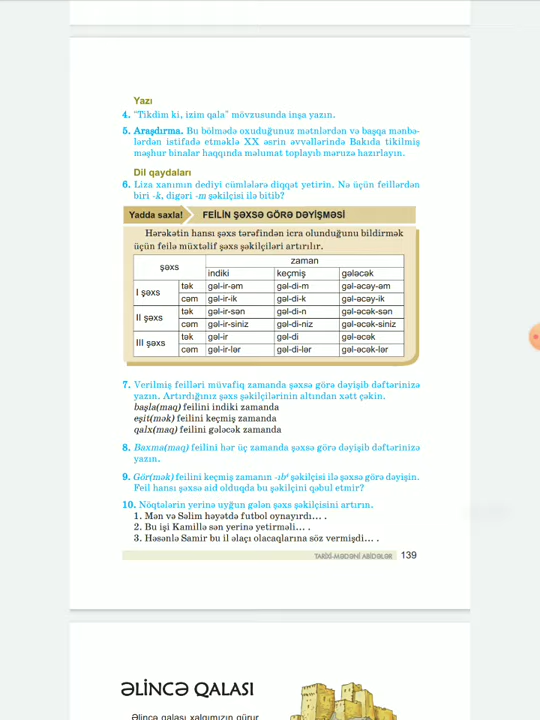 Yazı
4. “Tikdim ki, izim qala” mövzusunda inşa yazın.
5. Araşdırma. Bu bölmədə oxuduğunuz mətnlərdən və başqa mənbə-
lərdən istifadə etməklə XX əsrin əvvəllərində Bakıda tikilmiş
məşhur binalar haqqında məlumat toplayıb məruzə hazırlayın.
Dil qaydaları
6. Liza xanımın dediyi cümlələrə diqqət yetirin. Nə üçün feillərdən
biri -k, digəri -m şəkilçisi ilə bitib?
Yadda saxla! FEİLİN ŞƏXSƏ GÖRƏ DƏYİŞMƏSİ
Hərəkətin hansı şəxs tərəfindən icra olunduğunu bildirmək
üçün feilə müxtəlif şəxs şəkilçiləri artırılır.
şəxs zaman
indiki keçmiş gələcək
I şəxs tək gəl-ir-əm gəl-di-m gəl-əcəy-əm
cəm gəl-ir-ik gəl-di-k gəl-əcəy-ik
II şəxs tək gəl-ir-sən gəl-di-n gəl-əcək-sən
cəm gəl-ir-siniz gəl-di-niz gəl-əcək-siniz
III şəxs tək gəl-ir gəl-di gəl-əcək
cəm gəl-ir-lər gəl-di-lər gəl-əcək-lər
7. Verilmiş feilləri müvafiq zamanda şəxsə görə dəyişib dəftərinizə
yazın. Artırdığınız şəxs şəkilçilərinin altından xətt çəkin.
başla(maq) feilini indiki zamanda
eşit(mək) feilini keçmiş zamanda
qalx(maq) feilini gələcək zamanda
8. Baxma(maq) feilini hər üç zamanda şəxsə görə dəyişib dəftərinizə
yazın.
9. Gör(mək) feilini keçmiş zamanın -ıb⁴ şəkilçisi ilə şəxsə görə dəyişin.
Feil hansı şəxsə aid olduqda bu şəkilçini qəbul etmir?
10. Nöqtələrin yerinə uyğun gələn şəxs şəkilçisini artırın.
1. Mən və Səlim həyətdə futbol oynayırdı... .
2. Bu işi Kamillə sən yerinə yetirməli... .
3. Həsənlə Samir bu il əlaçı olacaqlarına söz vermişdi... .
TARİXİ-MƏDƏNİ ABİDƏLƏR 139
ƏLİNCƏ QALASI
Əlincə qalası xalqımızın qürur